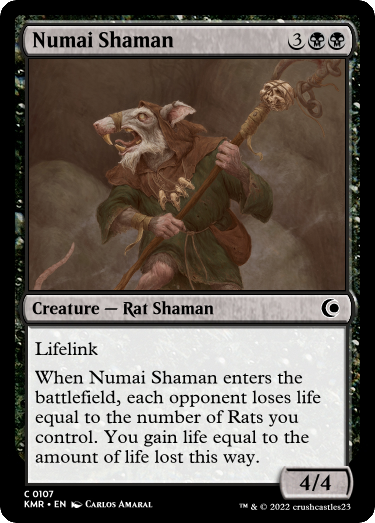 Numai Shaman 3
Creature — Rat Shaman
Lifelink
When Numai Shaman enters the
battlefield, each opponent loses life
equal to the number of Rats you
control. You gain life equal to the
amount of life lost this way.
4/4
C 0107
KMR • EN Carlos Amaral
™ & © 2022 crushcastles23